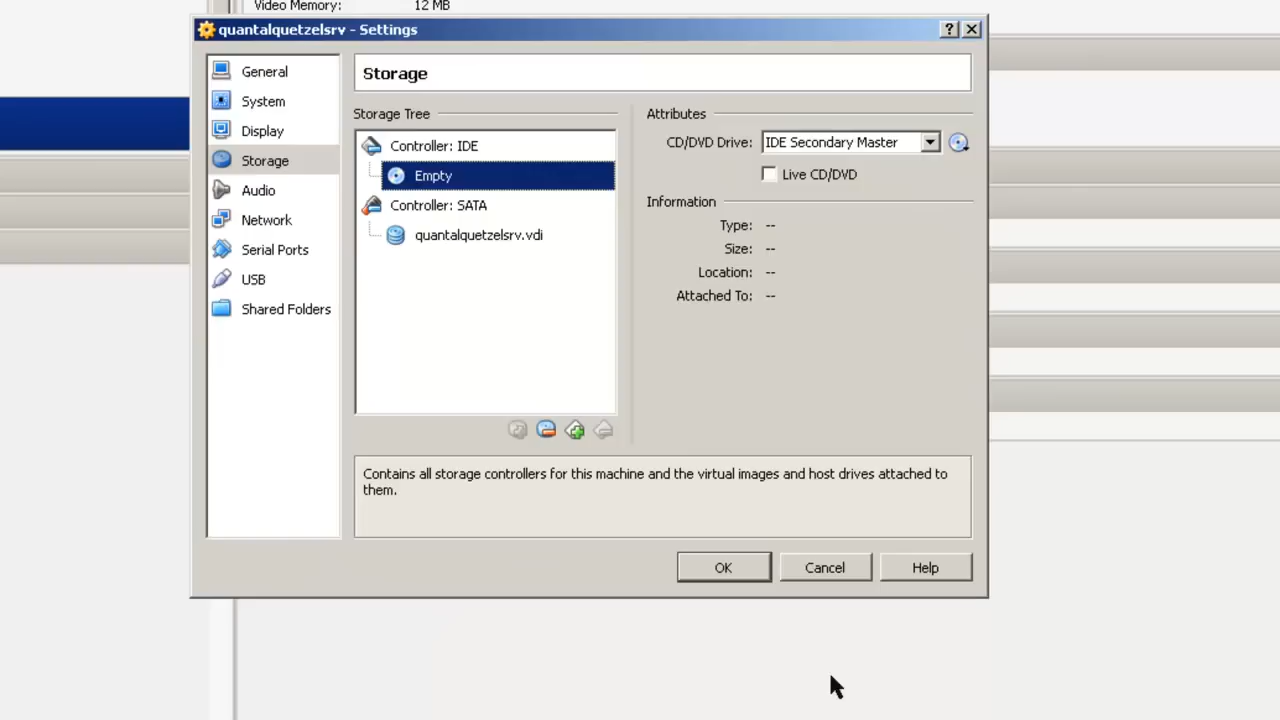 Video Memory: 12 MB
quantalquetzelsrv - Settings
General
System
Display
Storage
Audio
Network
Serial Ports
USB
Shared Folders
Storage
Storage Tree
Controller: IDE
Empty
Controller: SATA
quantalquetzelsrv.vdi
Attributes
CD/DVD Drive: IDE Secondary Master
Live CD/DVD
Information
Type: --
Size: --
Location: --
Attached To: --
Contains all storage controllers for this machine and the virtual images and host drives attached to
them.
OK Cancel Help